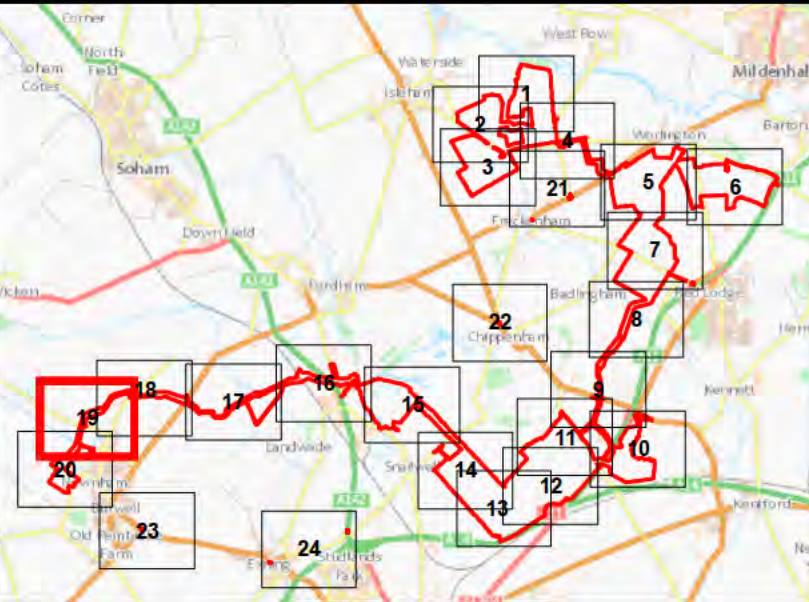 Corner
North
Field
Soham
Cotes
West Row
Waterside
Isleham
Mildenhal
A142
1
2
4
Worlington
Barton
Soham
3
21
5
6
11
Freckenham
Down Field
7
A142
Fordham
Badlingham
Red Lodge
Wicken
22
8
Chippenham
18
16
9
Kennett
19
17
15
11
10
Landwade
Snailwell
14
20
12
13
Kentford
Burwell
23
A142
Old
Farm
24
Exning
Studlands
Park